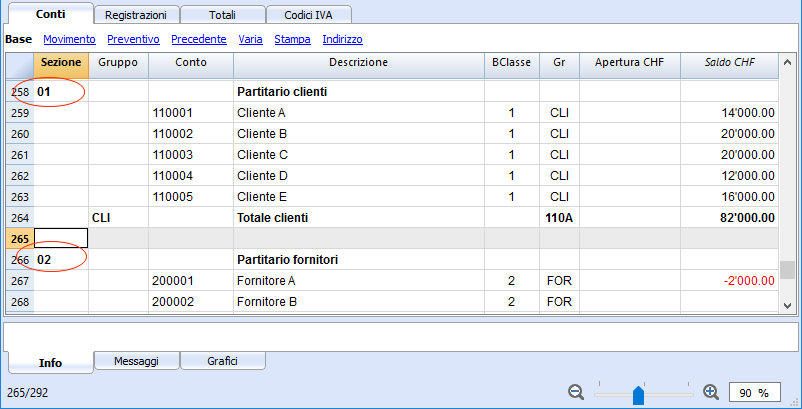 Conti Registrazioni Totali Codici IVA
Base Movimento Preventivo Precedente Varia Stampa Indirizzo
Sezione Gruppo Conto Descrizione BClasse Gr Apertura CHF Saldo CHF
258 01 Partitario clienti
259 110001 Cliente A 1 CLI 14'000.00
260 110002 Cliente B 1 CLI 20'000.00
261 110003 Cliente C 1 CLI 20'000.00
262 110004 Cliente D 1 CLI 12'000.00
263 110005 Cliente E 1 CLI 16'000.00
264 CLI Totale clienti 110A 82'000.00
265
266 02 Partitario fornitori
267 200001 Fornitore A 2 FOR -2'000.00
268 200002 Fornitore B 2 FOR
Info Messaggi Grafici
265/292 90 %